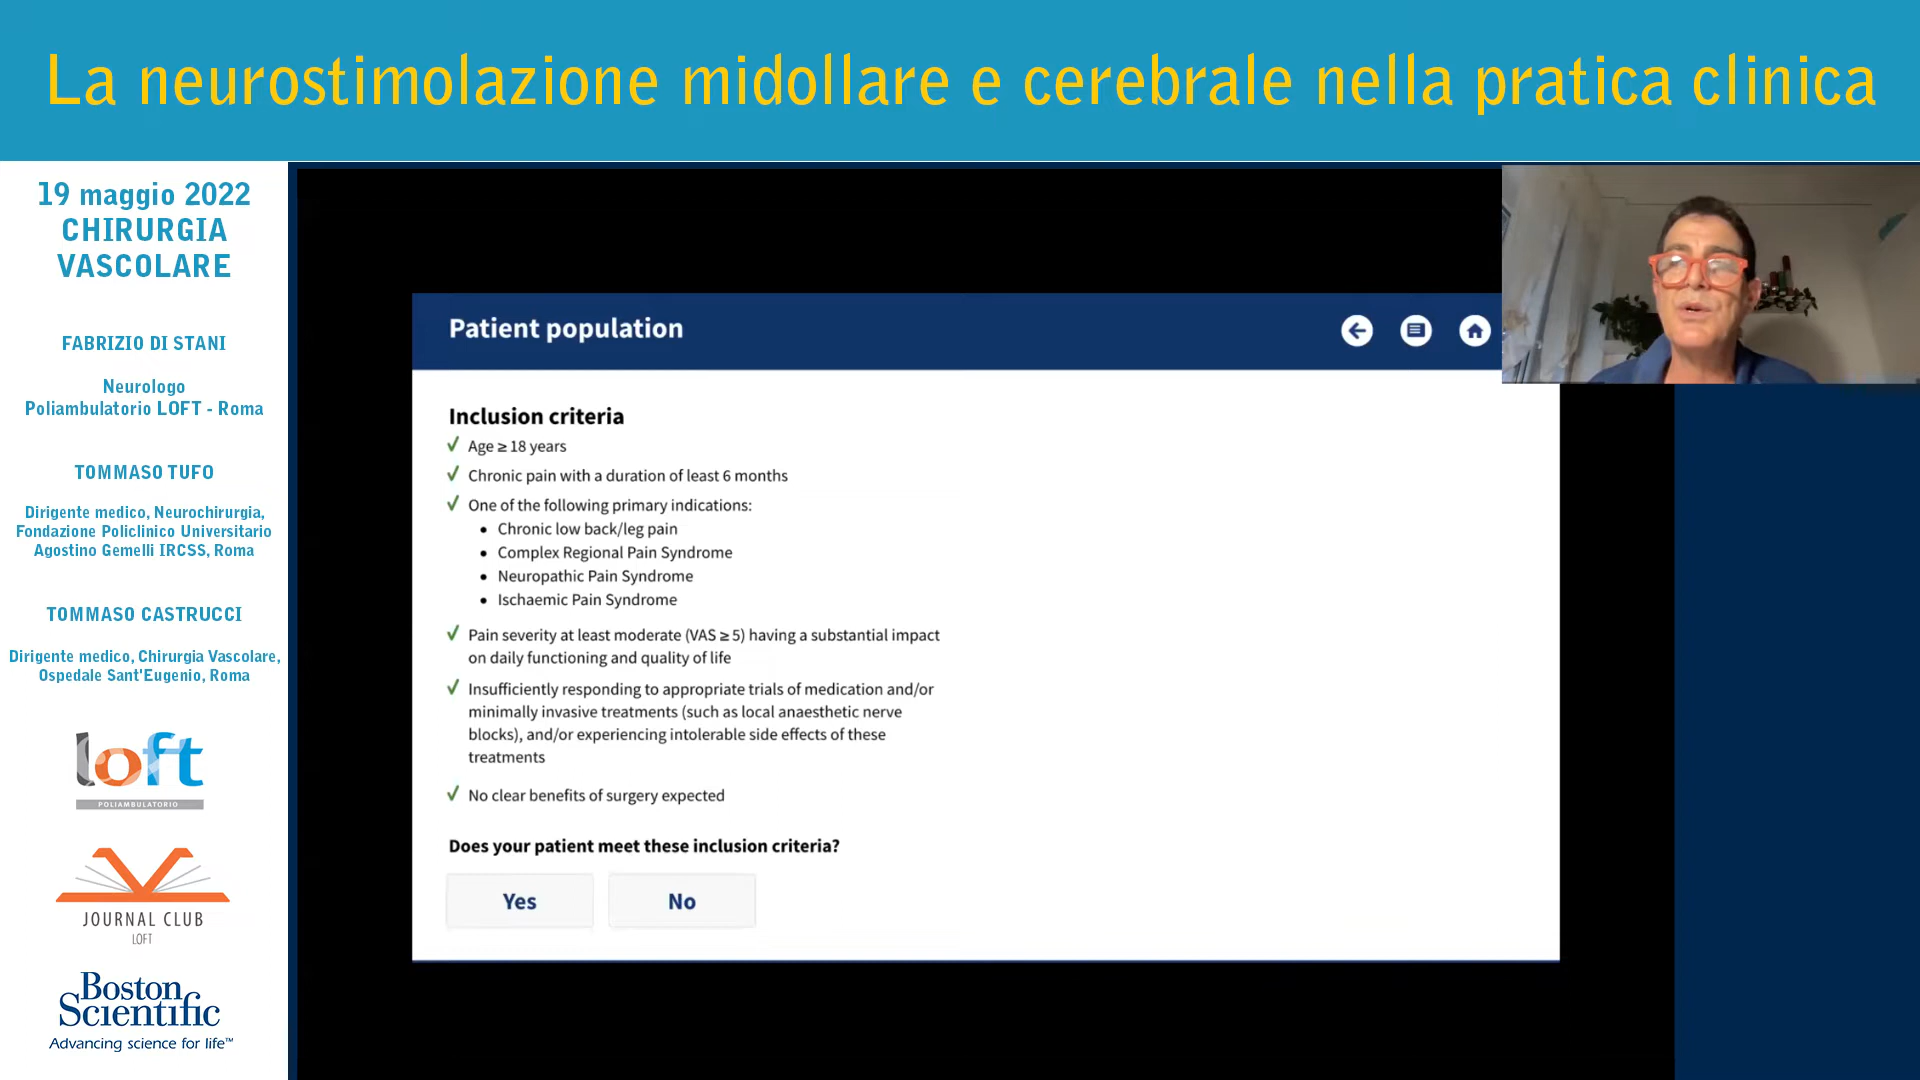 La neurostimolazione midollare e cerebrale nella pratica clinica
19 maggio 2022
CHIRURGIA
VASCOLARE
FABRIZIO DI STANI
Neurologo
Poliambulatorio LOFT - Roma
TOMMASO TUFO
Dirigente medico, Neurochirurgia,
Fondazione Policlinico Universitario
Agostino Gemelli IRCSS, Roma
TOMMASO CASTRUCCI
Dirigente medico, Chirurgia Vascolare,
Ospedale Sant'Eugenio, Roma
loft
POLIAMBULATORIO
JOURNAL CLUB
LOFT
Boston
Scientific
Advancing science for life™
Patient population
Inclusion criteria
✓ Age ≥ 18 years
✓ Chronic pain with a duration of least 6 months
✓ One of the following primary indications:
• Chronic low back/leg pain
• Complex Regional Pain Syndrome
• Neuropathic Pain Syndrome
• Ischaemic Pain Syndrome
✓ Pain severity at least moderate (VAS ≥ 5) having a substantial impact
on daily functioning and quality of life
✓ Insufficiently responding to appropriate trials of medication and/or
minimally invasive treatments (such as local anaesthetic nerve
blocks), and/or experiencing intolerable side effects of these
treatments
✓ No clear benefits of surgery expected
Does your patient meet these inclusion criteria?
Yes No